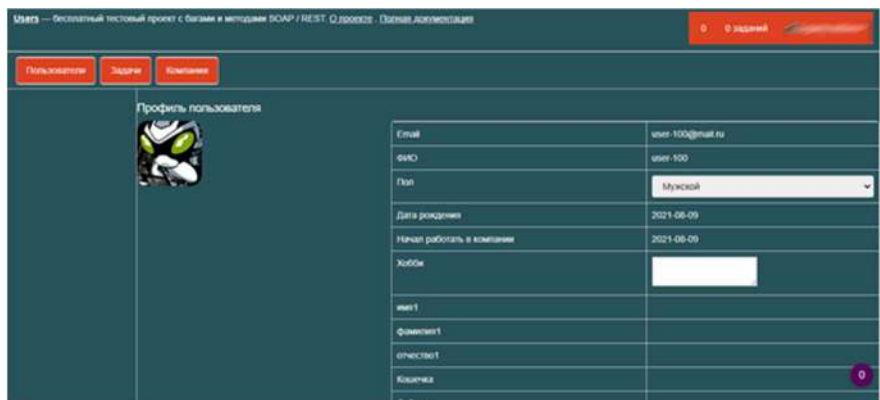 Users — бесплатный тестовый проект с багами и методами SOAP / REST. О проекте . Полная документация
0 0 заданий
Пользователи Задачи Компании
Профиль пользователя
Email user-100@mail.ru
ФИО user-100
Пол Мужской
Дата рождения 2021-08-09
Начал работать в компании 2021-08-09
Хобби
имя1
фамилия1
отчество1
Кошечка
0